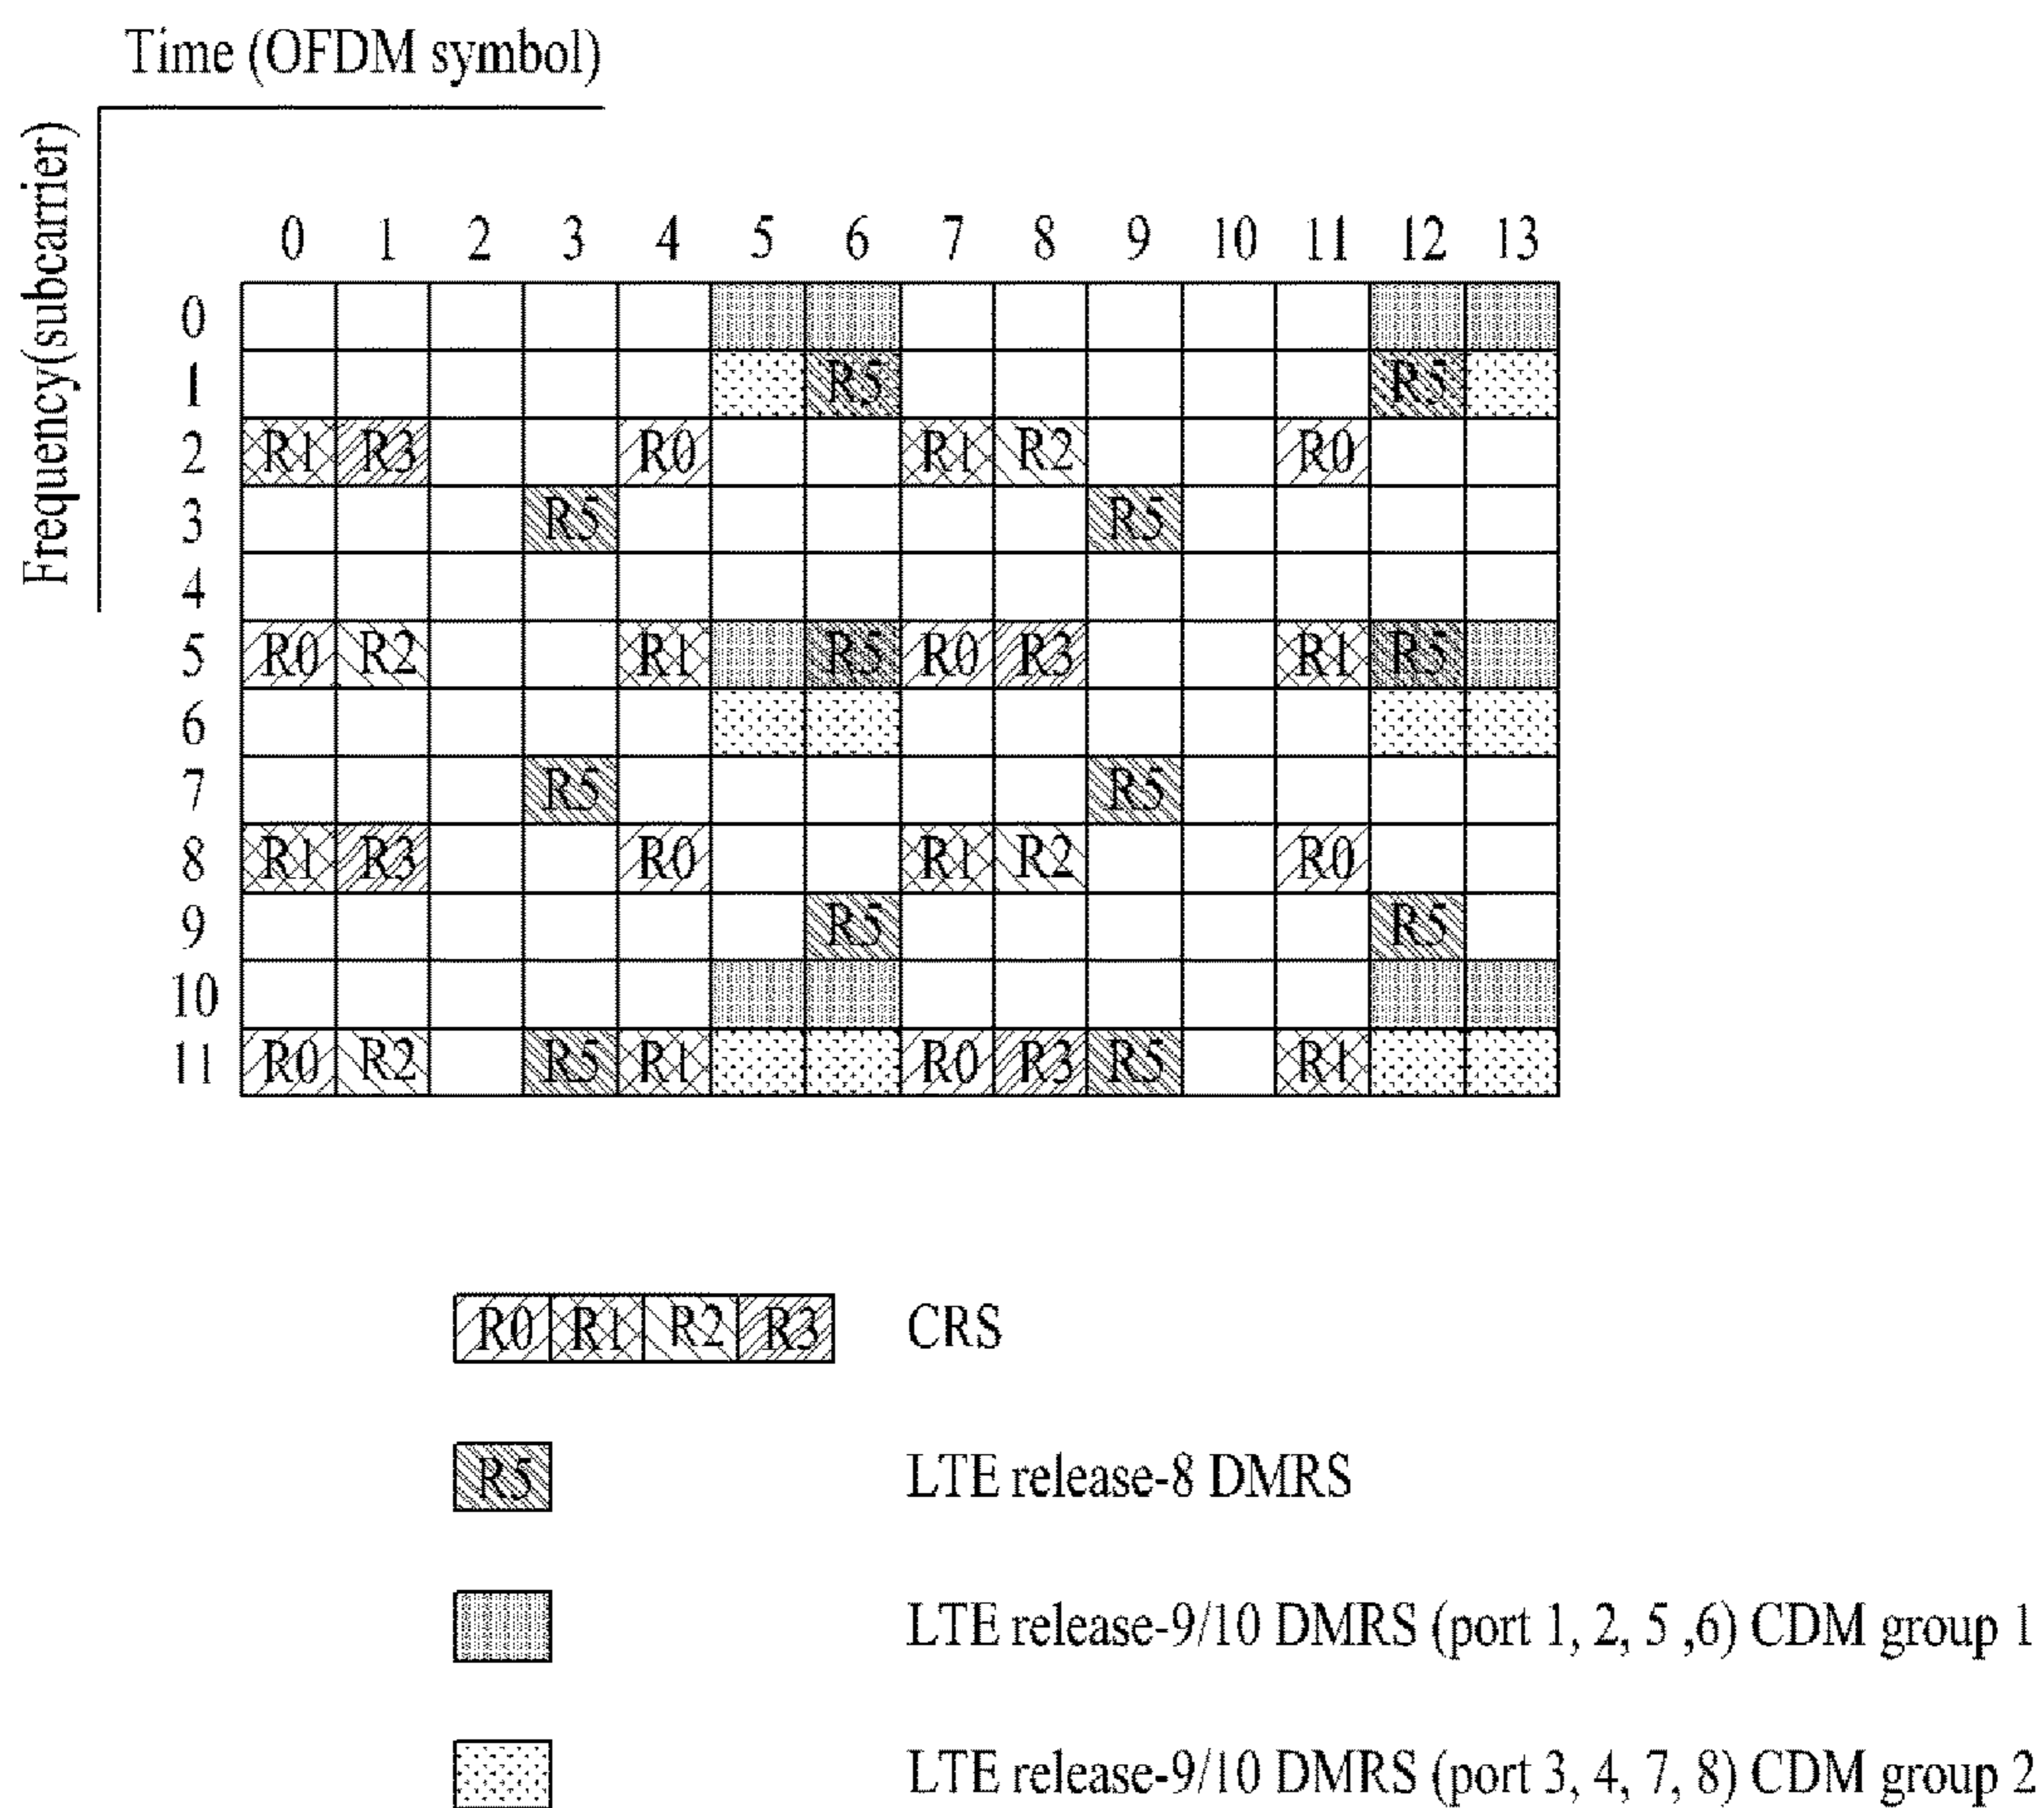 Time (OFDM symbol)
Frequency(subcarrier)
0 1 2 3 4 5 6 7 8 9 10 11 12 13
0
1 R5 R5
2 R1 R3 R0 R1 R2 R0
3 R5 R5
4
5 R0 R2 R1 R5 R0 R3 R1 R5
6
7 R5 R5
8 R1 R3 R0 R1 R2 R0
9 R5 R5
10
11 R0 R2 R5 R1 R0 R3 R5 R1
R0 R1 R2 R3 CRS
R5 LTE release-8 DMRS
LTE release-9/10 DMRS (port 1, 2, 5 ,6) CDM group 1
LTE release-9/10 DMRS (port 3, 4, 7, 8) CDM group 2